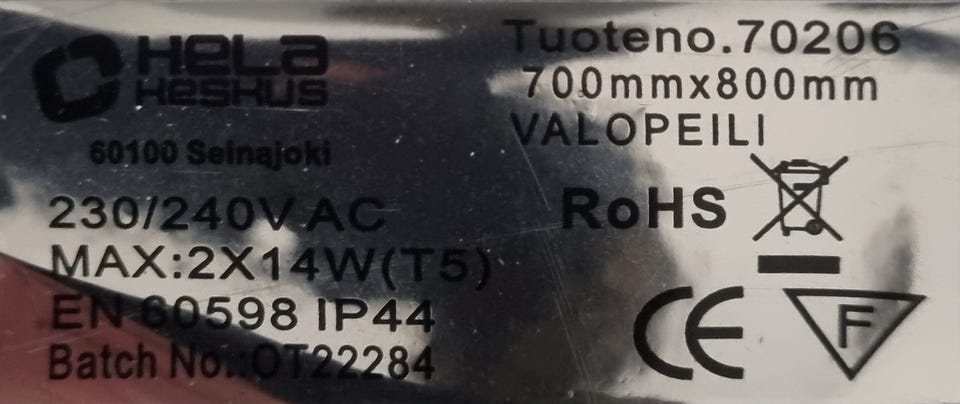 HeLa
Keskus
60100 Seinajoki
230/240V AC
MAX:2X14W(T5)
EN 60598 IP44
Batch No.:OT22284
Tuoteno.70206
700mmx800mm
VALOPEILI
RoHS
CE
F